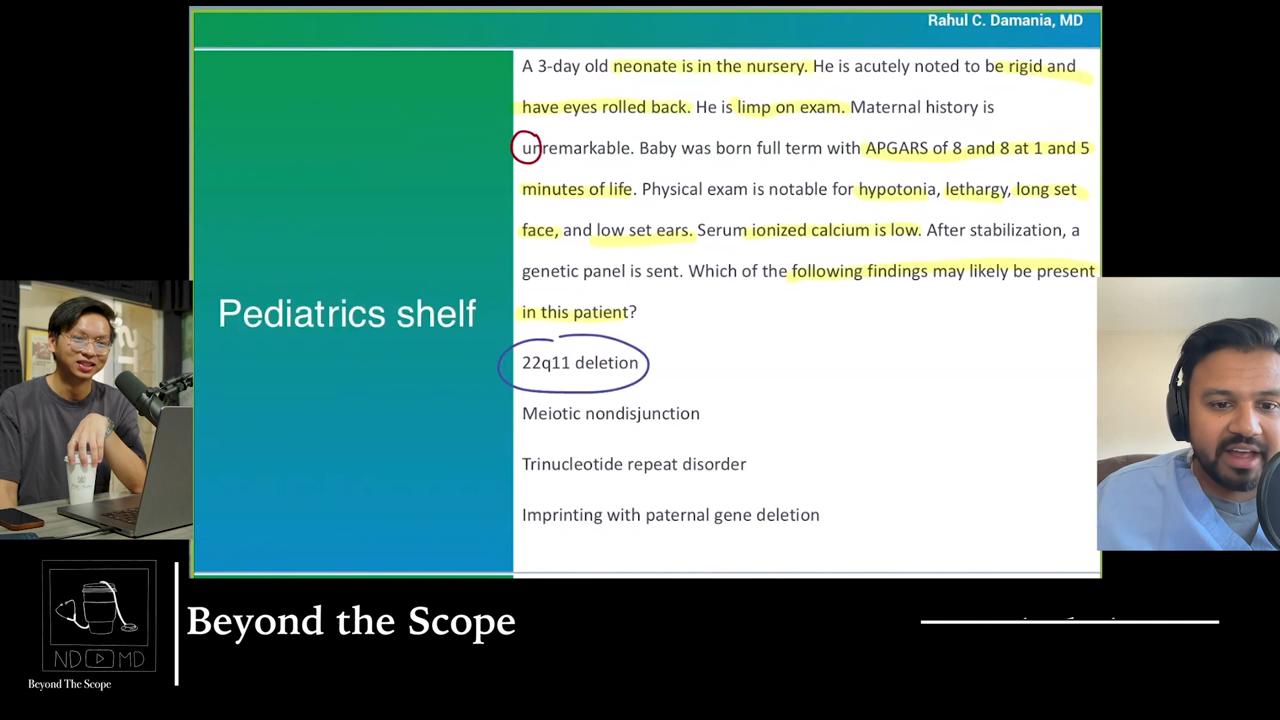 Rahul C. Damania, MD
A 3-day old neonate is in the nursery. He is acutely noted to be rigid and
have eyes rolled back. He is limp on exam. Maternal history is
unremarkable. Baby was born full term with APGARS of 8 and 8 at 1 and 5
minutes of life. Physical exam is notable for hypotonia, lethargy, long set
face, and low set ears. Serum ionized calcium is low. After stabilization, a
genetic panel is sent. Which of the following findings may likely be present
in this patient?
Pediatrics shelf
22q11 deletion
Meiotic nondisjunction
Trinucleotide repeat disorder
Imprinting with paternal gene deletion
Beyond the Scope
ND MD
Beyond The Scope